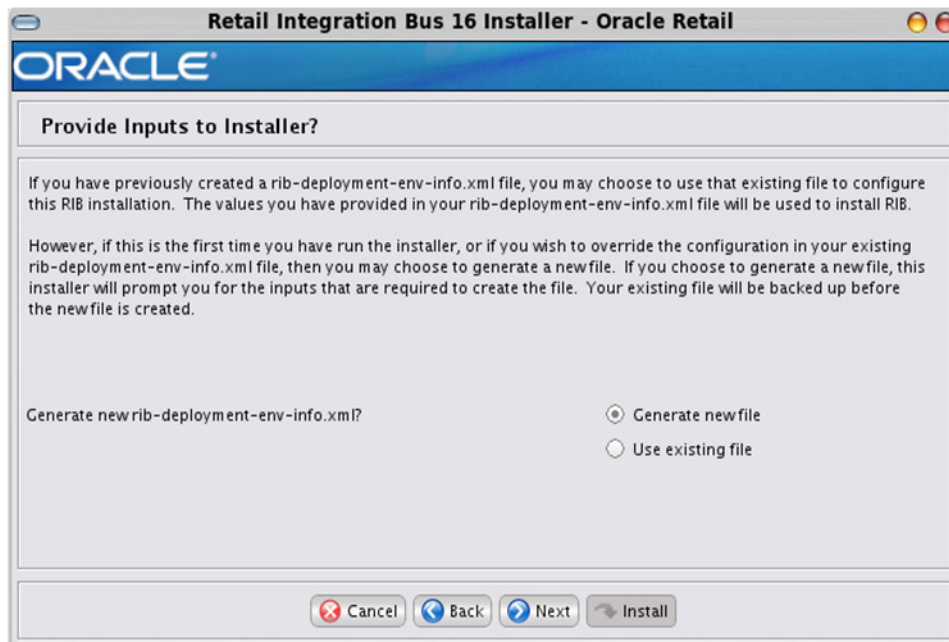 Retail Integration Bus 16 Installer - Oracle Retail
ORACLE
Provide Inputs to Installer?
If you have previously created a rib-deployment-env-info.xml file, you may choose to use that existing file to configure
this RIB installation. The values you have provided in your rib-deployment-env-info.xml file will be used to install RIB.
However, if this is the first time you have run the installer, or if you wish to override the configuration in your existing
rib-deployment-env-info.xml file, then you may choose to generate a new file. If you choose to generate a new file, this
installer will prompt you for the inputs that are required to create the file. Your existing file will be backed up before
the new file is created.
Generate new rib-deployment-env-info.xml?
Generate new file
Use existing file
Cancel Back Next Install